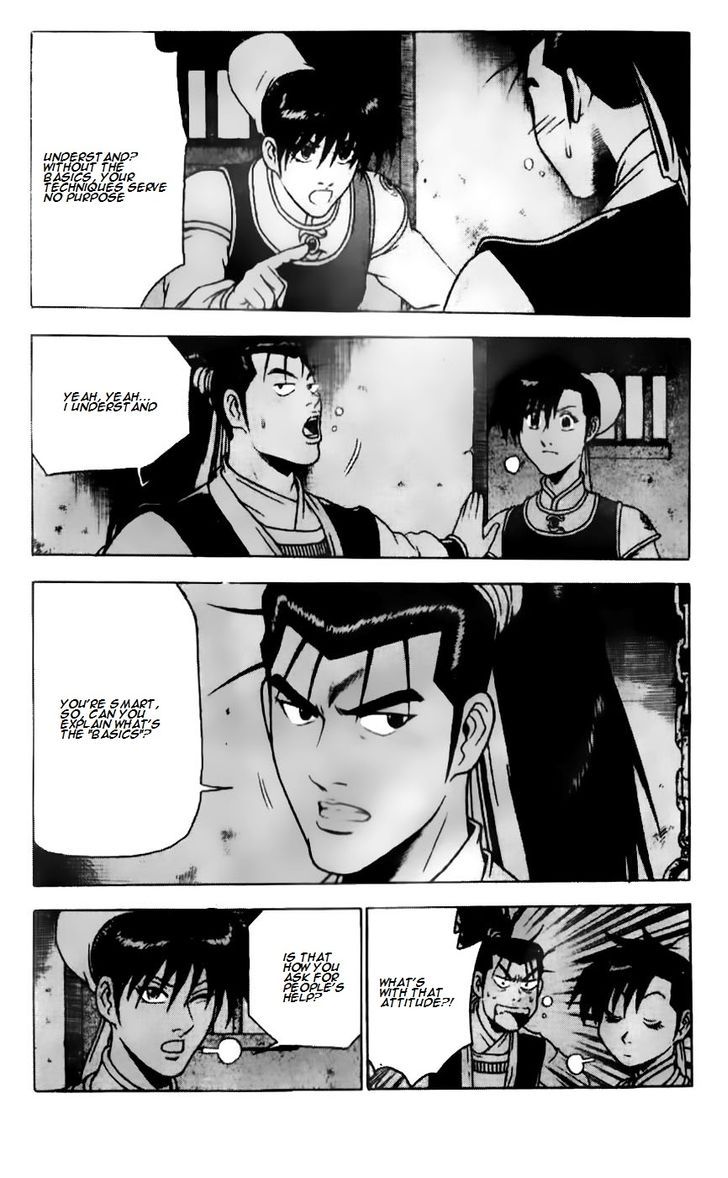 UNDERSTAND?
WITHOUT THE
BASICS, YOUR
TECHNIQUES SERVE
NO PURPOSE
YEAH, YEAH...
I UNDERSTAND
YOU'RE SMART,
SO, CAN YOU
EXPLAIN WHAT'S
THE "BASICS"?
IS THAT
HOW YOU
ASK FOR
PEOPLE'S
HELP?
WHAT'S
WITH THAT
ATTITUDE?!